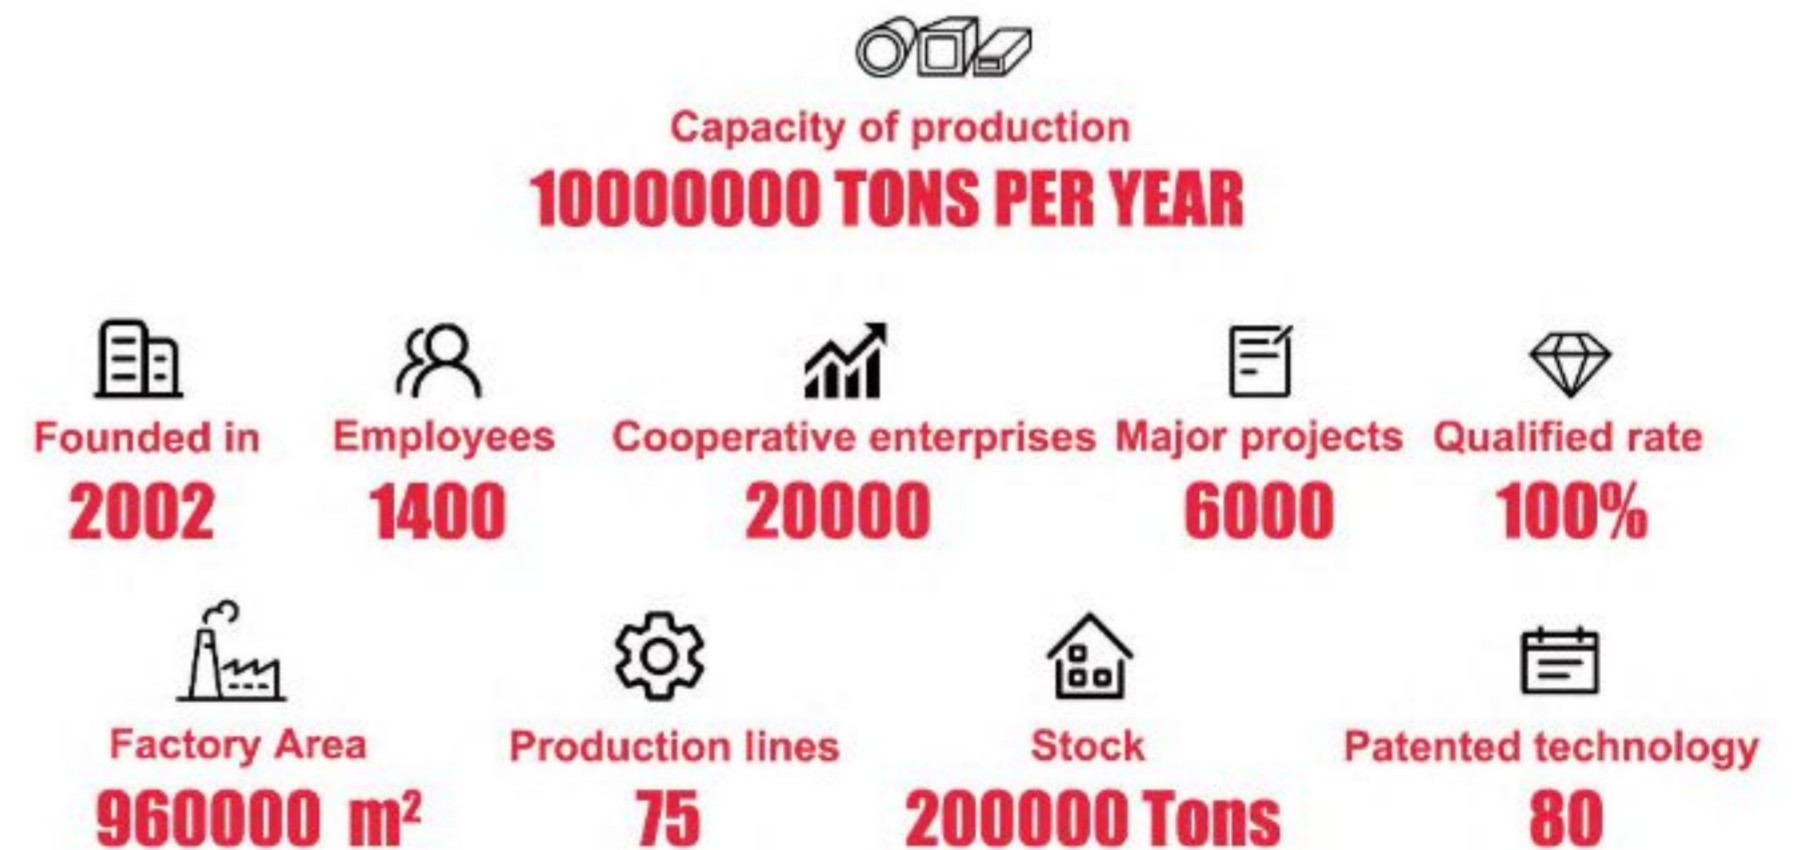 Capacity of production
10000000 TONS PER YEAR
Founded in
2002
Employees
1400
Cooperative enterprises
20000
Major projects
6000
Qualified rate
100%
Factory Area
960000 m²
Production lines
75
Stock
200000 Tons
Patented technology
80